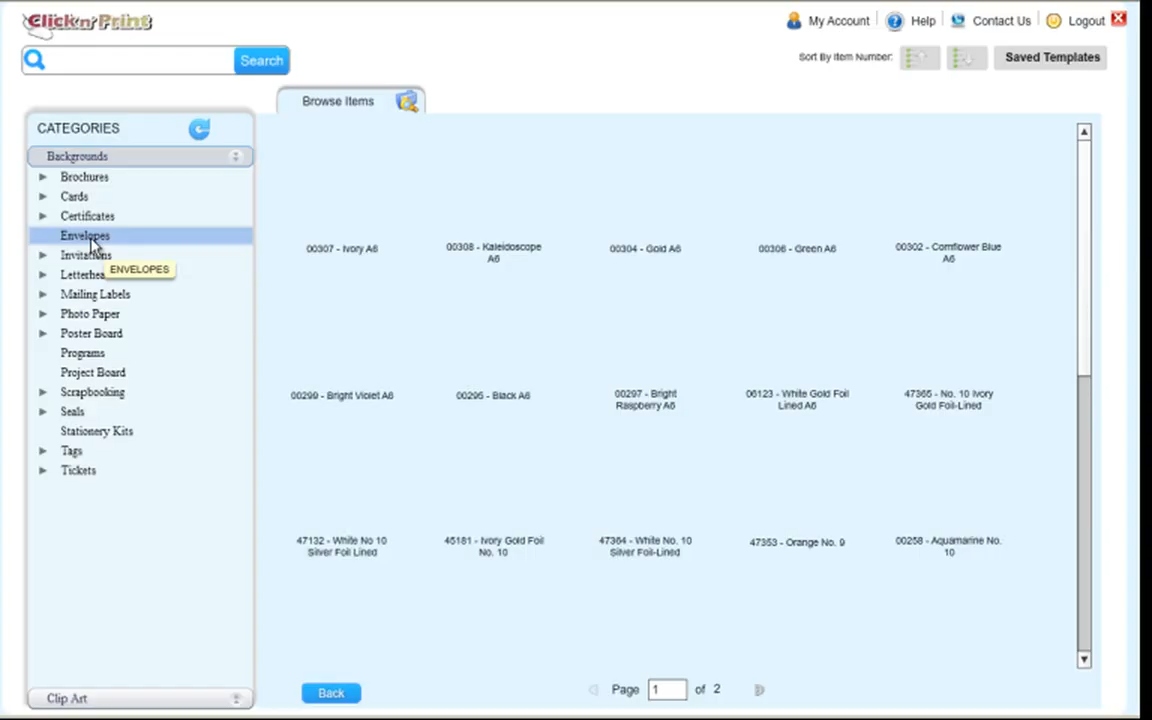 Click'n'Print
My Account
Help
Contact Us
Logout
Search
Sort By Item Number:
Saved Templates
Browse Items
CATEGORIES
Backgrounds
Brochures
Cards
Certificates
Envelopes
Invitations
ENVELOPES
Letterhea
Mailing Labels
Photo Paper
Poster Board
Programs
Project Board
Scrapbooking
Seals
Stationery Kits
Tags
Tickets
Clip Art
00307 - Ivory A6
00308 - Kaleidoscope
A6
00304 - Gold A6
00306 - Green A6
00302 - Cornflower Blue
A6
00299 - Bright Violet A6
00295 - Black A6
00297 - Bright
Raspberry A6
06123 - White Gold Foil
Lined A6
47365 - No. 10 Ivory
Gold Foil-Lined
47132 - White No 10
Silver Foil Lined
45181 - Ivory Gold Foil
No. 10
47364 - White No. 10
Silver Foil-Lined
47353 - Orange No. 9
00258 - Aquamarine No.
10
Back
Page 1 of 2